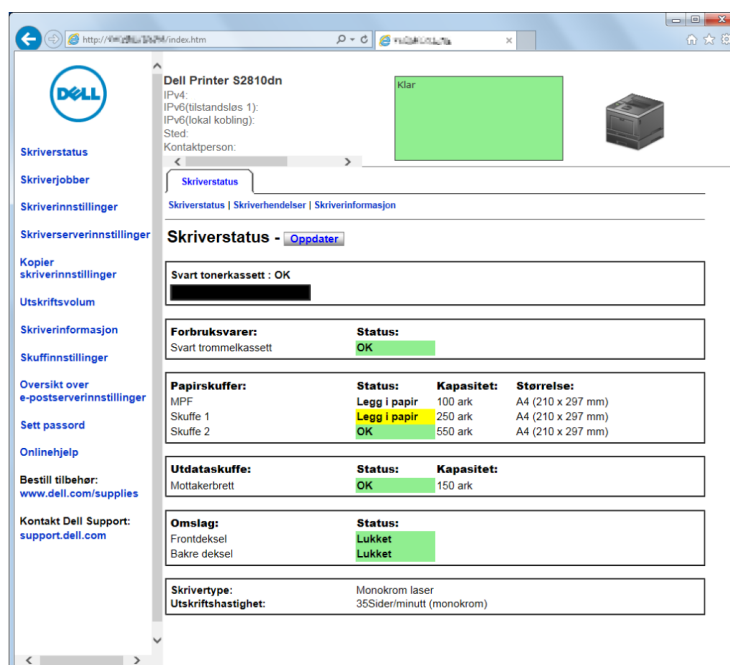 http:// /index.htm
DELL
Dell Printer S2810dn
IPv4:
IPv6(tilstandsløs 1):
IPv6(lokal kobling):
Sted:
Kontaktperson:
Klar
Skriverstatus
Skriverjobber
Skriverinnstillinger
Skriverserverinnstillinger
Kopier
skriverinnstillinger
Utskriftsvolum
Skriverinformasjon
Skuffinnstillinger
Oversikt over
e-postserverinnstillinger
Sett passord
Onlinehjelp
Bestill tilbehør:
www.dell.com/supplies
Kontakt Dell Support:
support.dell.com
Skriverstatus
Skriverstatus | Skriverhendelser | Skriverinformasjon
Skriverstatus - Oppdater
Svart tonerkassett : OK
Forbruksvarer: Status:
Svart trommelkassett OK
Papirskuffer: Status: Kapasitet: Størrelse:
MPF Legg i papir 100 ark A4 (210 x 297 mm)
Skuffe 1 Legg i papir 250 ark A4 (210 x 297 mm)
Skuffe 2 OK 550 ark A4 (210 x 297 mm)
Utdataskuffe: Status: Kapasitet:
Mottakerbrett OK 150 ark
Omslag: Status:
Frontdeksel Lukket
Bakre deksel Lukket
Skrivertype: Monokrom laser
Utskriftshastighet: 35Sider/minutt (monokrom)